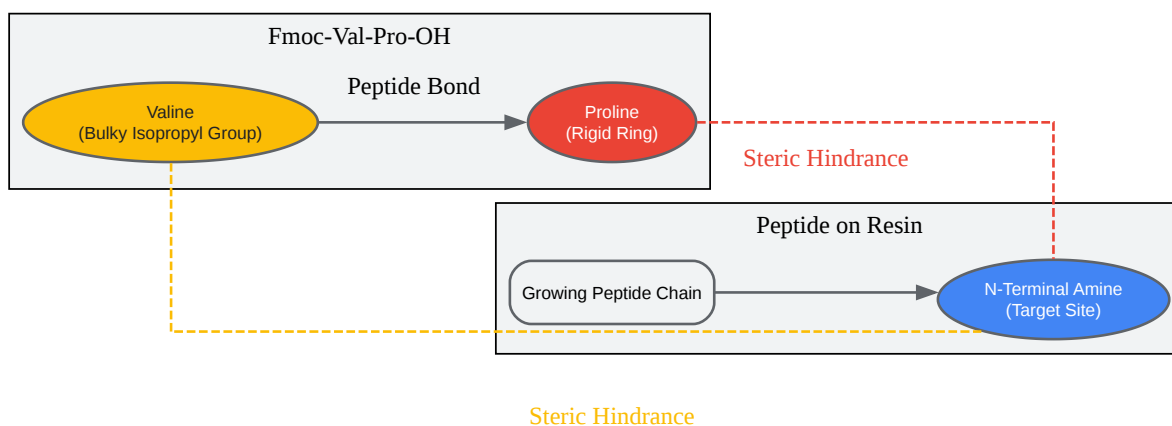 Fmoc-Val-Pro-OH
Peptide Bond
Valine
(Bulky Isopropyl Group)
Proline
(Rigid Ring)
Steric Hindrance
Peptide on Resin
Growing Peptide Chain
N-Terminal Amine
(Target Site)
Steric Hindrance